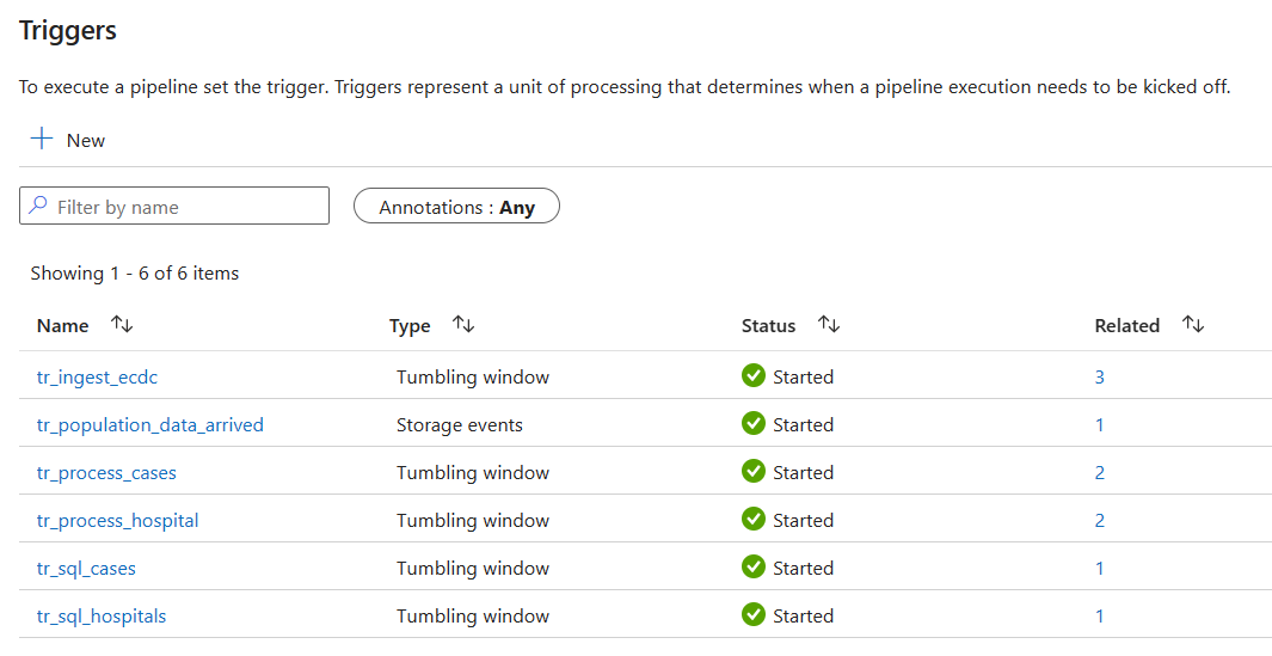 Triggers
To execute a pipeline set the trigger. Triggers represent a unit of processing that determines when a pipeline execution needs to be kicked off.
New
Filter by name Annotations : Any
Showing 1 - 6 of 6 items
Name Type Status Related
tr_ingest_ecdc Tumbling window Started 3
tr_population_data_arrived Storage events Started 1
tr_process_cases Tumbling window Started 2
tr_process_hospital Tumbling window Started 2
tr_sql_cases Tumbling window Started 1
tr_sql_hospitals Tumbling window Started 1